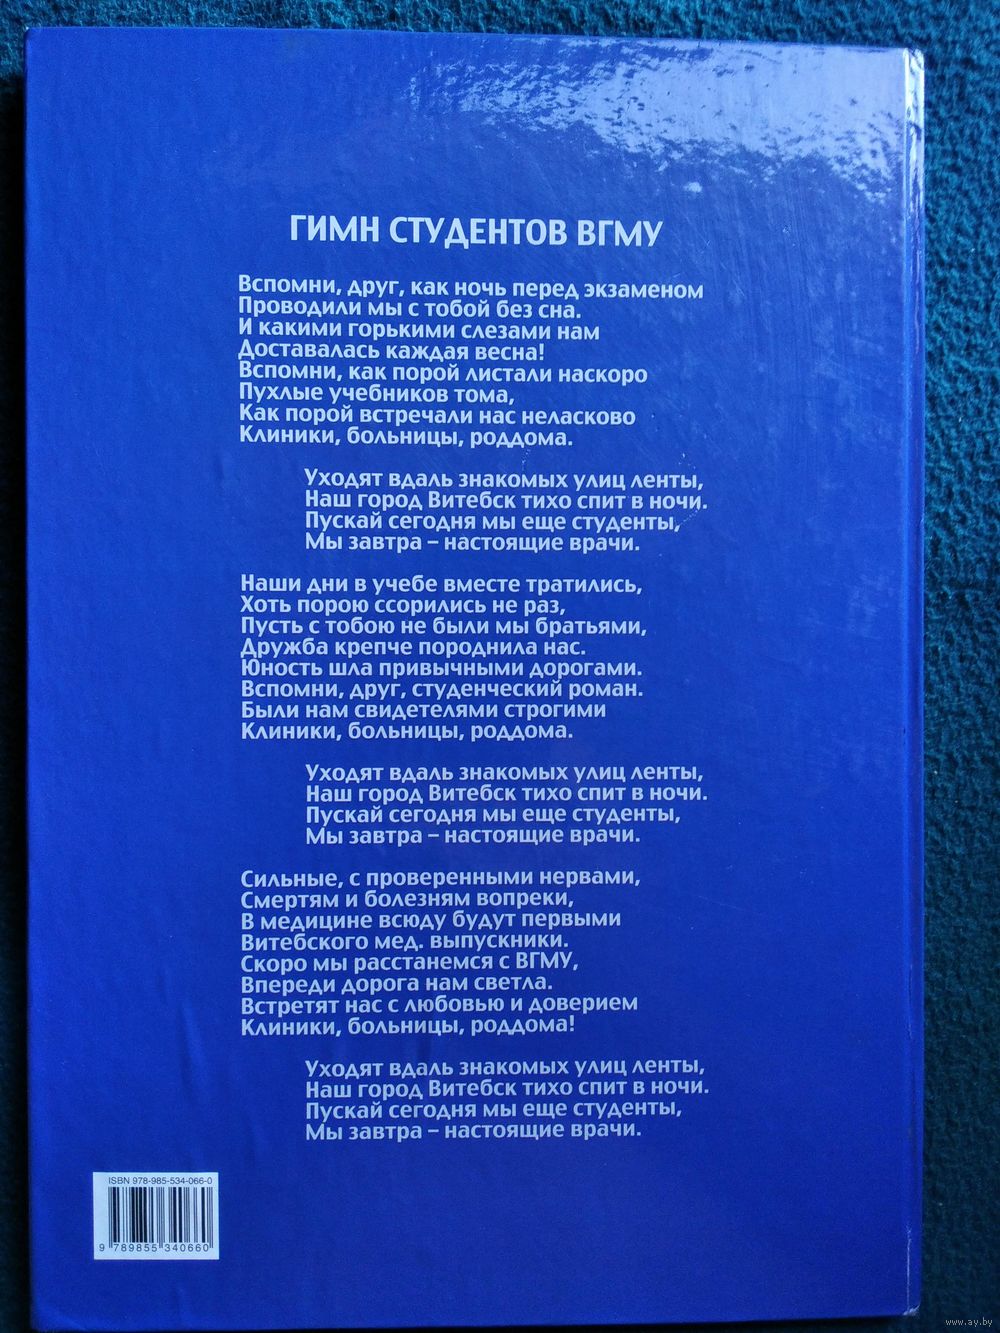 ГИМН СТУДЕНТОВ ВГМУ
Вспомни, друг, как ночь перед экзаменом
Проводили мы с тобой без сна.
И какими горькими слезами нам
Доставалась каждая весна!
Вспомни, как порой листали наскоро
Пухлые учебников тома,
Как порой встречали нас неласково
Клиники, больницы, роддома.
Уходят вдаль знакомых улиц ленты,
Наш город Витебск тихо спит в ночи.
Пускай сегодня мы еще студенты,
Мы завтра – настоящие врачи.
Наши дни в учебе вместе тратились,
Хоть порою ссорились не раз,
Пусть с тобою не были мы братьями,
Дружба крепче породнила нас.
Юность шла привычными дорогами.
Вспомни, друг, студенческий роман.
Были нам свидетелями строгими
Клиники, больницы, роддома.
Уходят вдаль знакомых улиц ленты,
Наш город Витебск тихо спит в ночи.
Пускай сегодня мы еще студенты,
Мы завтра – настоящие врачи.
Сильные, с проверенными нервами,
Смертям и болезням вопреки,
В медицине всюду будут первыми
Витебского мед. выпускники.
Скоро мы расстанемся с ВГМУ,
Впереди дорога нам светла.
Встретят нас с любовью и доверием
Клиники, больницы, роддома!
Уходят вдаль знакомых улиц ленты,
Наш город Витебск тихо спит в ночи.
Пускай сегодня мы еще студенты,
Мы завтра – настоящие врачи.
ISBN 978-985-534-066-0
9 789855 340660
www.ay.by